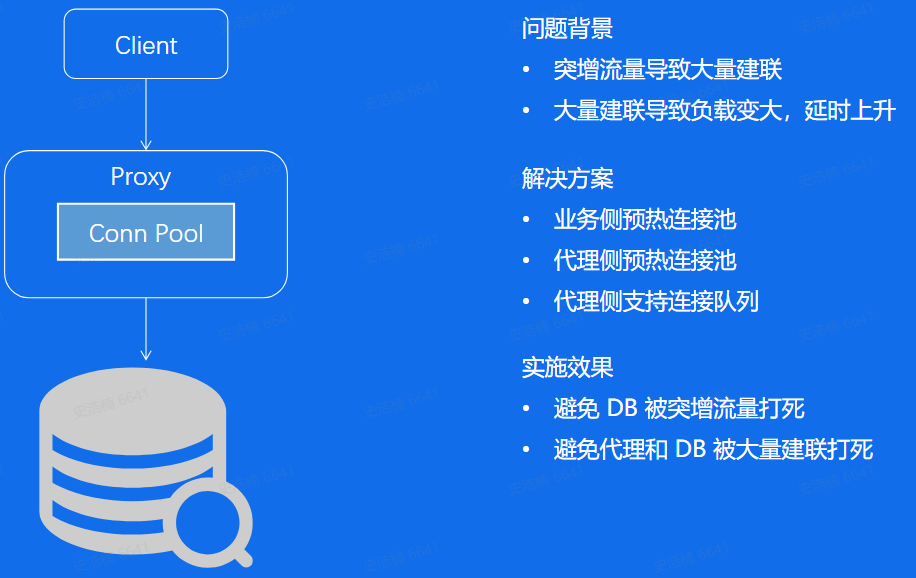 Client
Proxy
Conn Pool
问题背景
• 突增流量导致大量建联
• 大量建联导致负载变大，延时上升
解决方案
• 业务侧预热连接池
• 代理侧预热连接池
• 代理侧支持连接队列
实施效果
• 避免 DB 被突增流量打死
• 避免代理和 DB 被大量建联打死